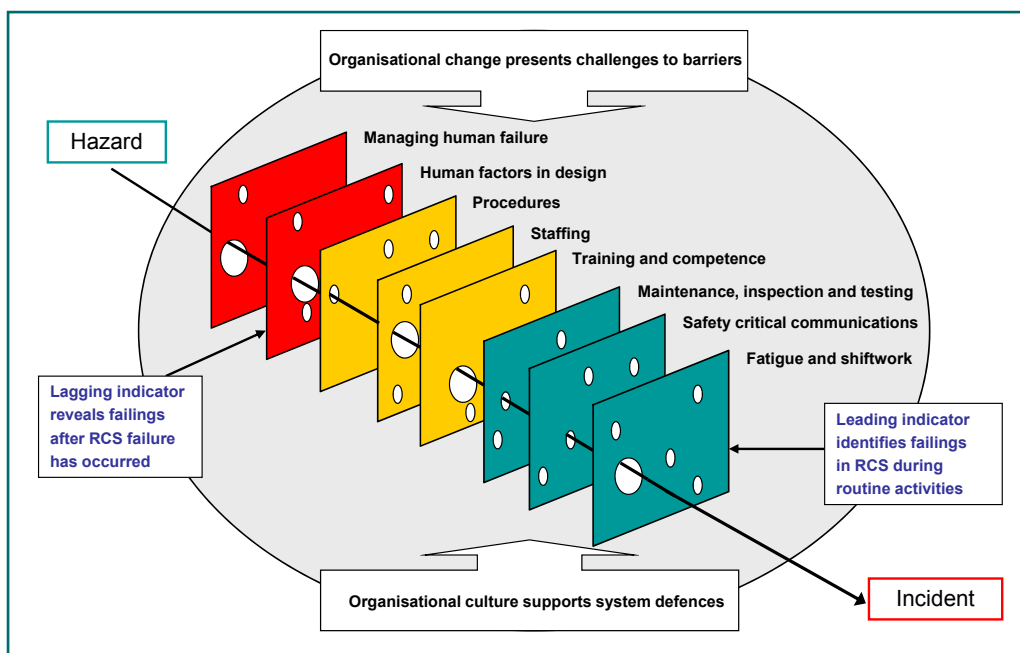 Organisational change presents challenges to barriers
Hazard
Managing human failure
Human factors in design
Procedures
Staffing
Training and competence
Maintenance, inspection and testing
Safety critical communications
Fatigue and shiftwork
Lagging indicator
reveals failings
after RCS failure
has occurred
Leading indicator
identifies failings
in RCS during
routine activities
Organisational culture supports system defences
Incident